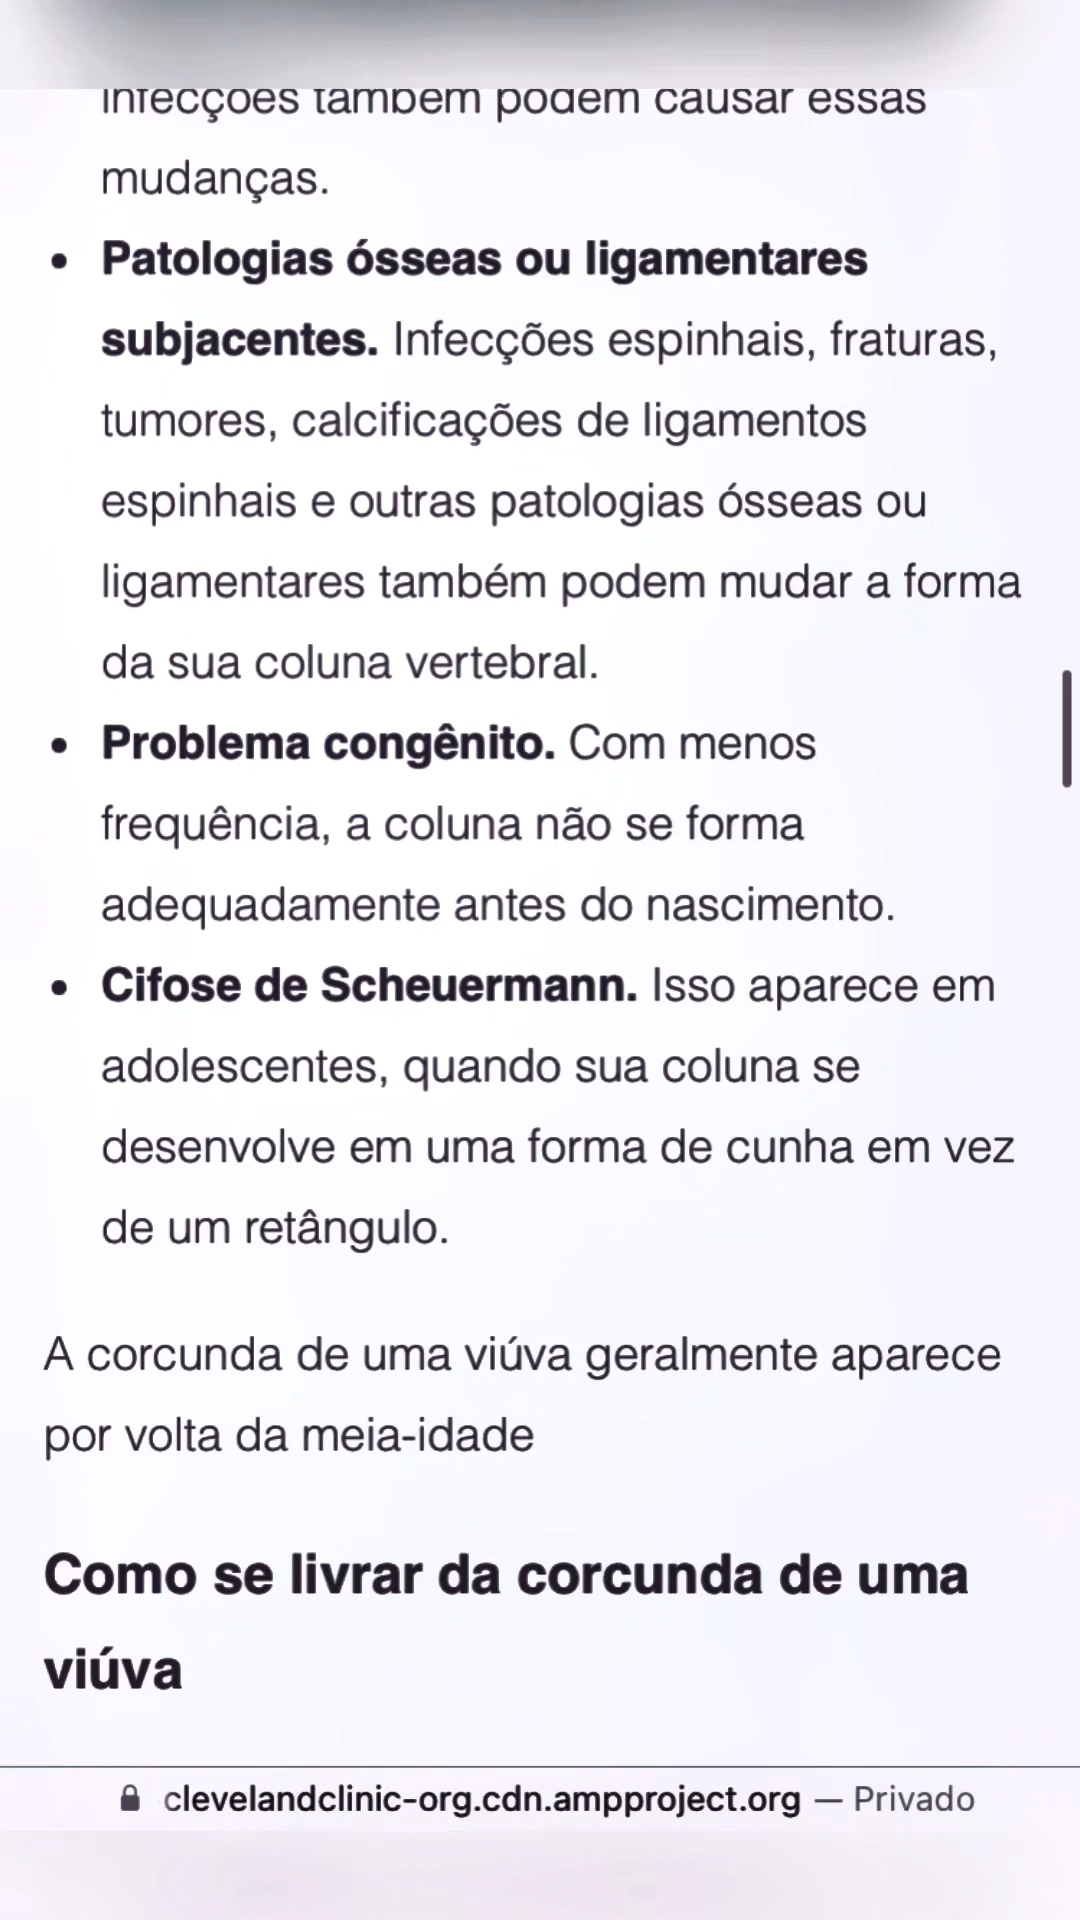 infecções também podem causar essas
mudanças.
• Patologias ósseas ou ligamentares
subjacentes. Infecções espinhais, fraturas,
tumores, calcificações de ligamentos
espinhais e outras patologias ósseas ou
ligamentares também podem mudar a forma
da sua coluna vertebral.
• Problema congênito. Com menos
frequência, a coluna não se forma
adequadamente antes do nascimento.
• Cifose de Scheuermann. Isso aparece em
adolescentes, quando sua coluna se
desenvolve em uma forma de cunha em vez
de um retângulo.
A corcunda de uma viúva geralmente aparece
por volta da meia-idade
Como se livrar da corcunda de uma
viúva
clevelandclinic-org.cdn.ampproject.org — Privado